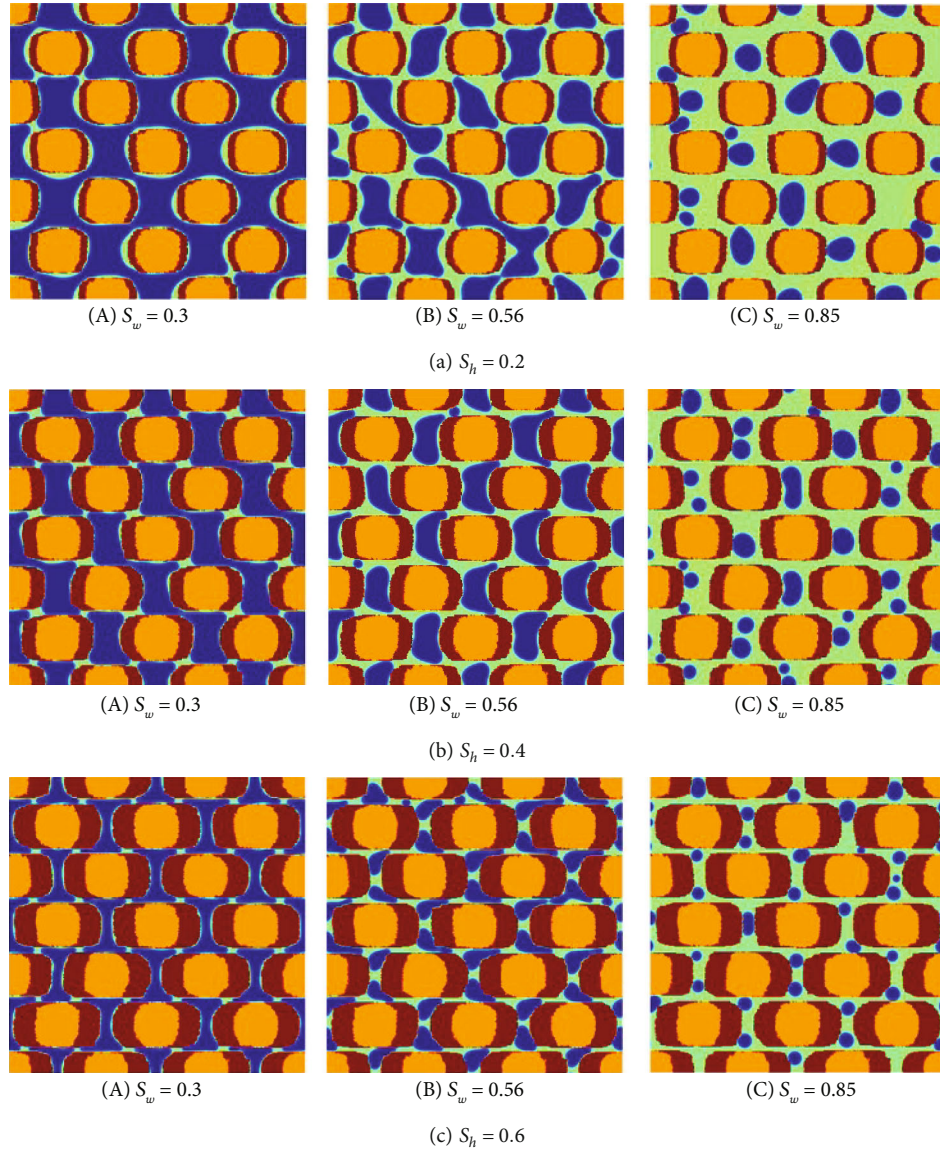 (A) S_w = 0.3 (B) S_w = 0.56 (C) S_w = 0.85
(a) S_h = 0.2
(A) S_w = 0.3 (B) S_w = 0.56 (C) S_w = 0.85
(b) S_h = 0.4
(A) S_w = 0.3 (B) S_w = 0.56 (C) S_w = 0.85
(c) S_h = 0.6